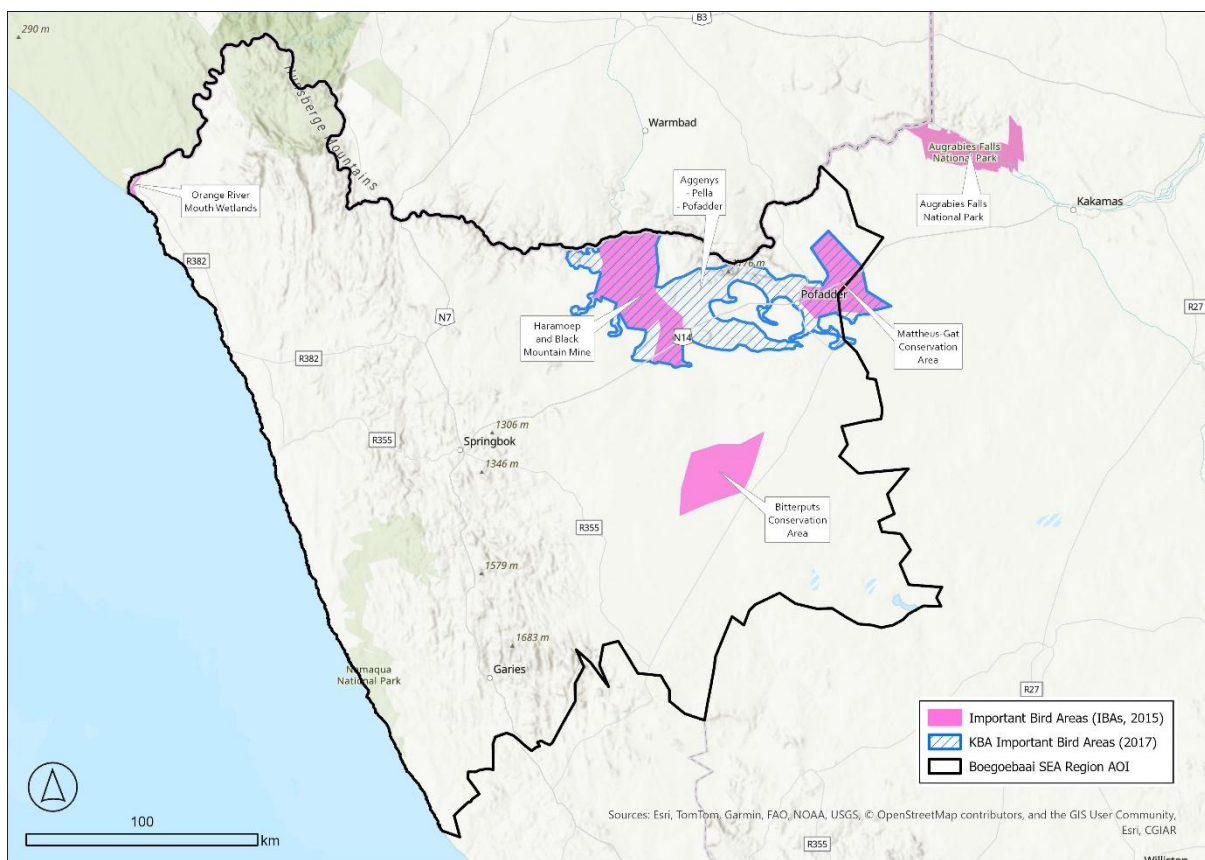 290 m
B3
Hunsberge Mountains
Warmbad
Augrabies Falls
National Park
Orange River
Mouth Wetlands
Aggenys
- Pella
- Pofadder
Augrabies Falls
National Park
Kakamas
R382
1176 m
Pofadder
R27
N7
Haramoep
and Black
Mountain Mine
N14
Mattheus-Gat
Conservation
Area
R382
1306 m
R355
Springbok
1346 m
Bitterputs
Conservation
Area
R355
1579 m
1683 m
Namaqua
National Park
Garies
R27
Important Bird Areas (IBAs, 2015)
KBA Important Bird Areas (2017)
Boegoebaai SEA Region AOI
100
km
Sources: Esri, TomTom, Garmin, FAO, NOAA, USGS, © OpenStreetMap contributors, and the GIS User Community,
Esri, CGIAR
R355